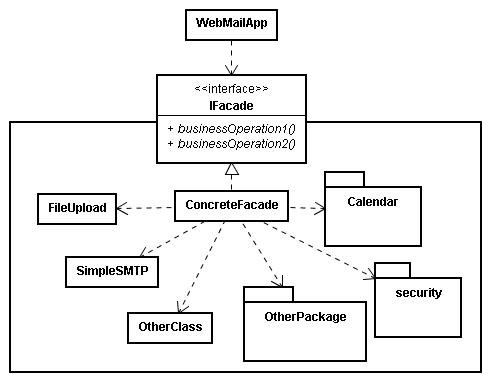 WebMailApp
<<interface>>
IFacade
+ businessOperation1()
+ businessOperation2()
ConcreteFacade
FileUpload
Calendar
SimpleSMTP
security
OtherClass
OtherPackage